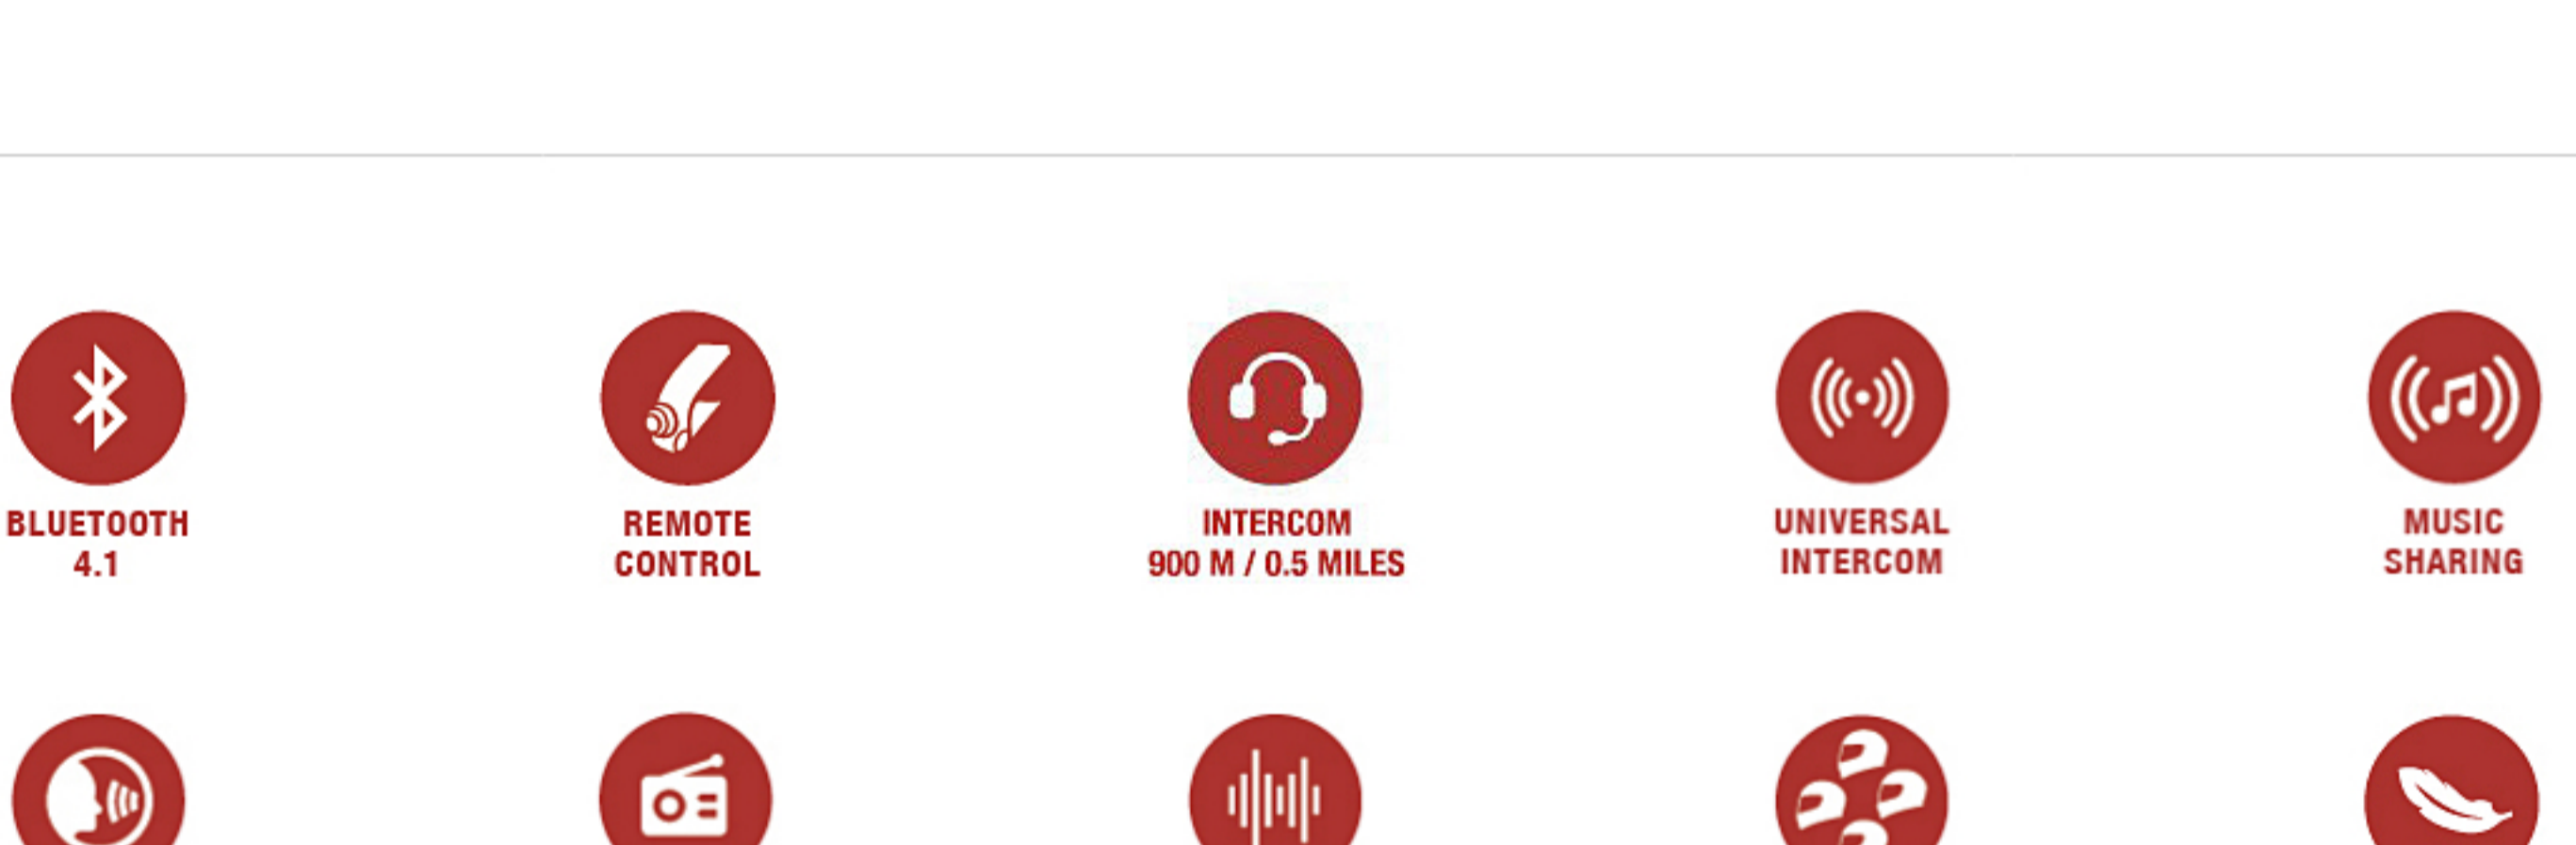 BLUETOOTH
4.1
REMOTE
CONTROL
INTERCOM
900 M / 0.5 MILES
UNIVERSAL
INTERCOM
MUSIC
SHARING